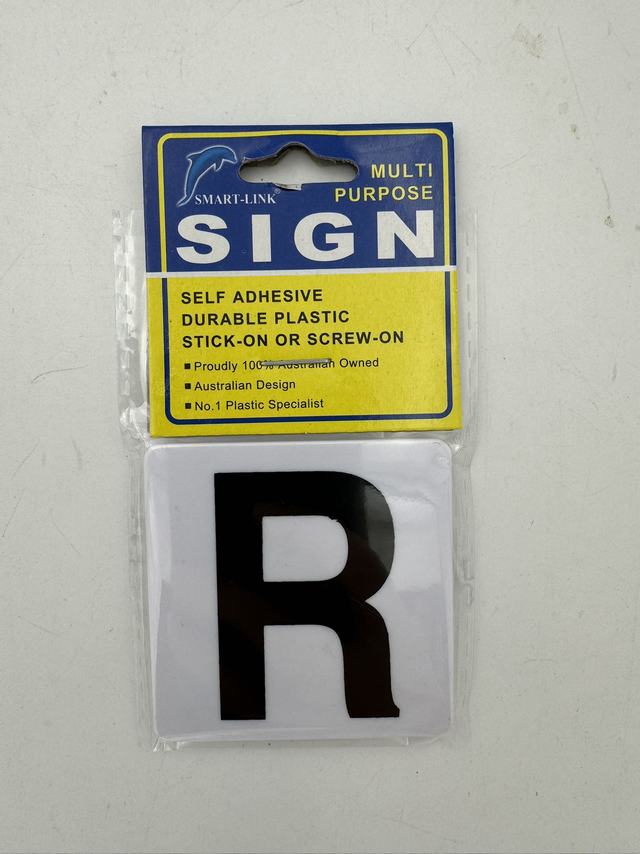 MULTI
PURPOSE
SMART-LINK®
SIGN
SELF ADHESIVE
DURABLE PLASTIC
STICK-ON OR SCREW-ON
■ Proudly 100% Australian Owned
■ Australian Design
■ No.1 Plastic Specialist
R